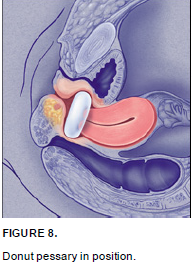 FIGURE 8.
Donut pessary in position.